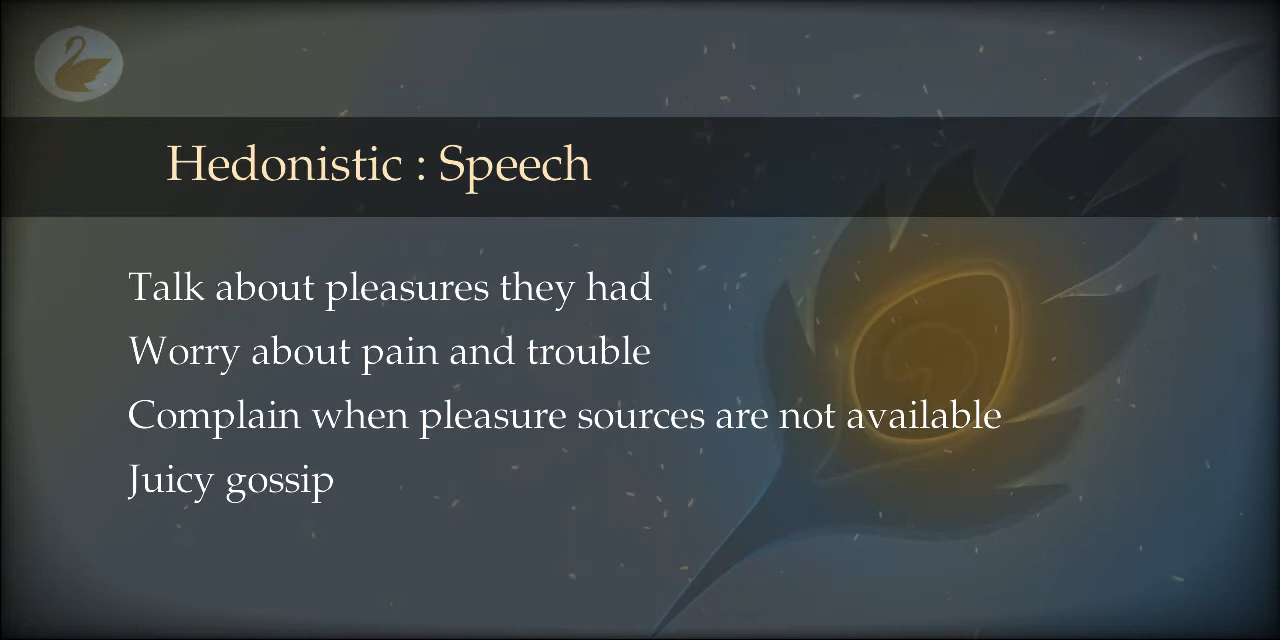 Hedonistic : Speech
Talk about pleasures they had
Worry about pain and trouble
Complain when pleasure sources are not available
Juicy gossip